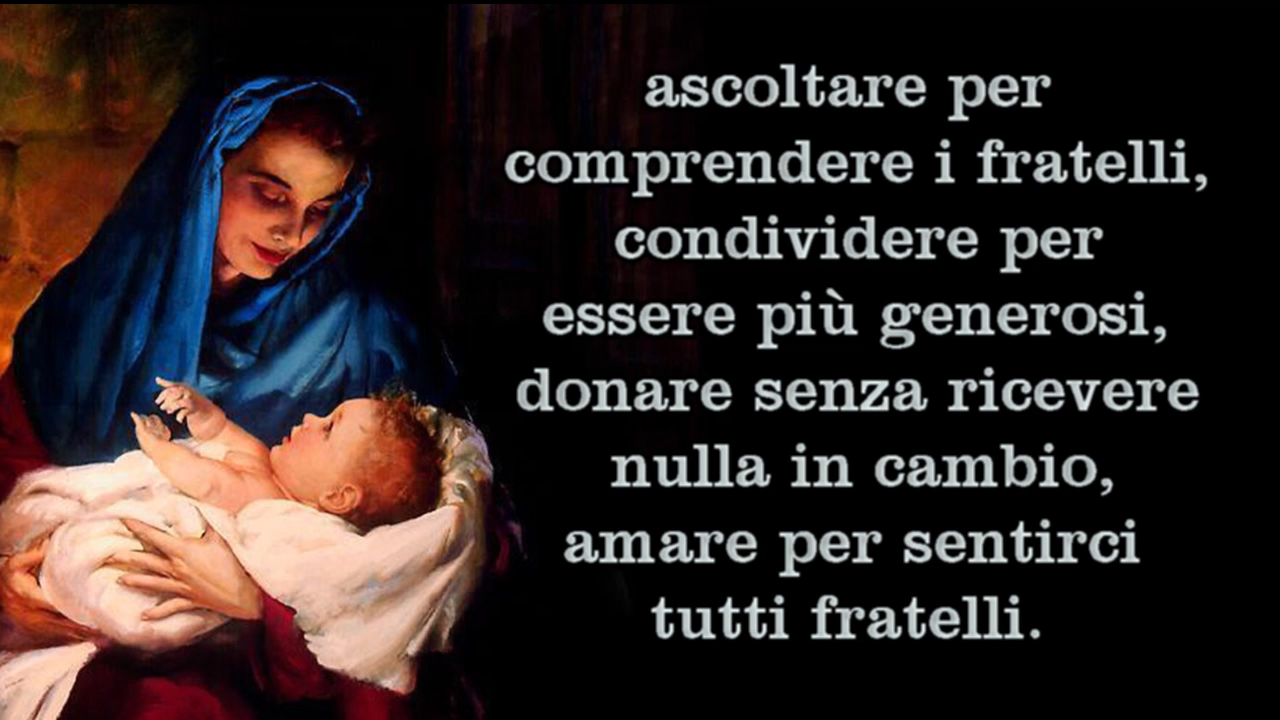 ascoltare per
comprendere i fratelli,
condividere per
essere più generosi,
donare senza ricevere
nulla in cambio,
amare per sentirci
tutti fratelli.